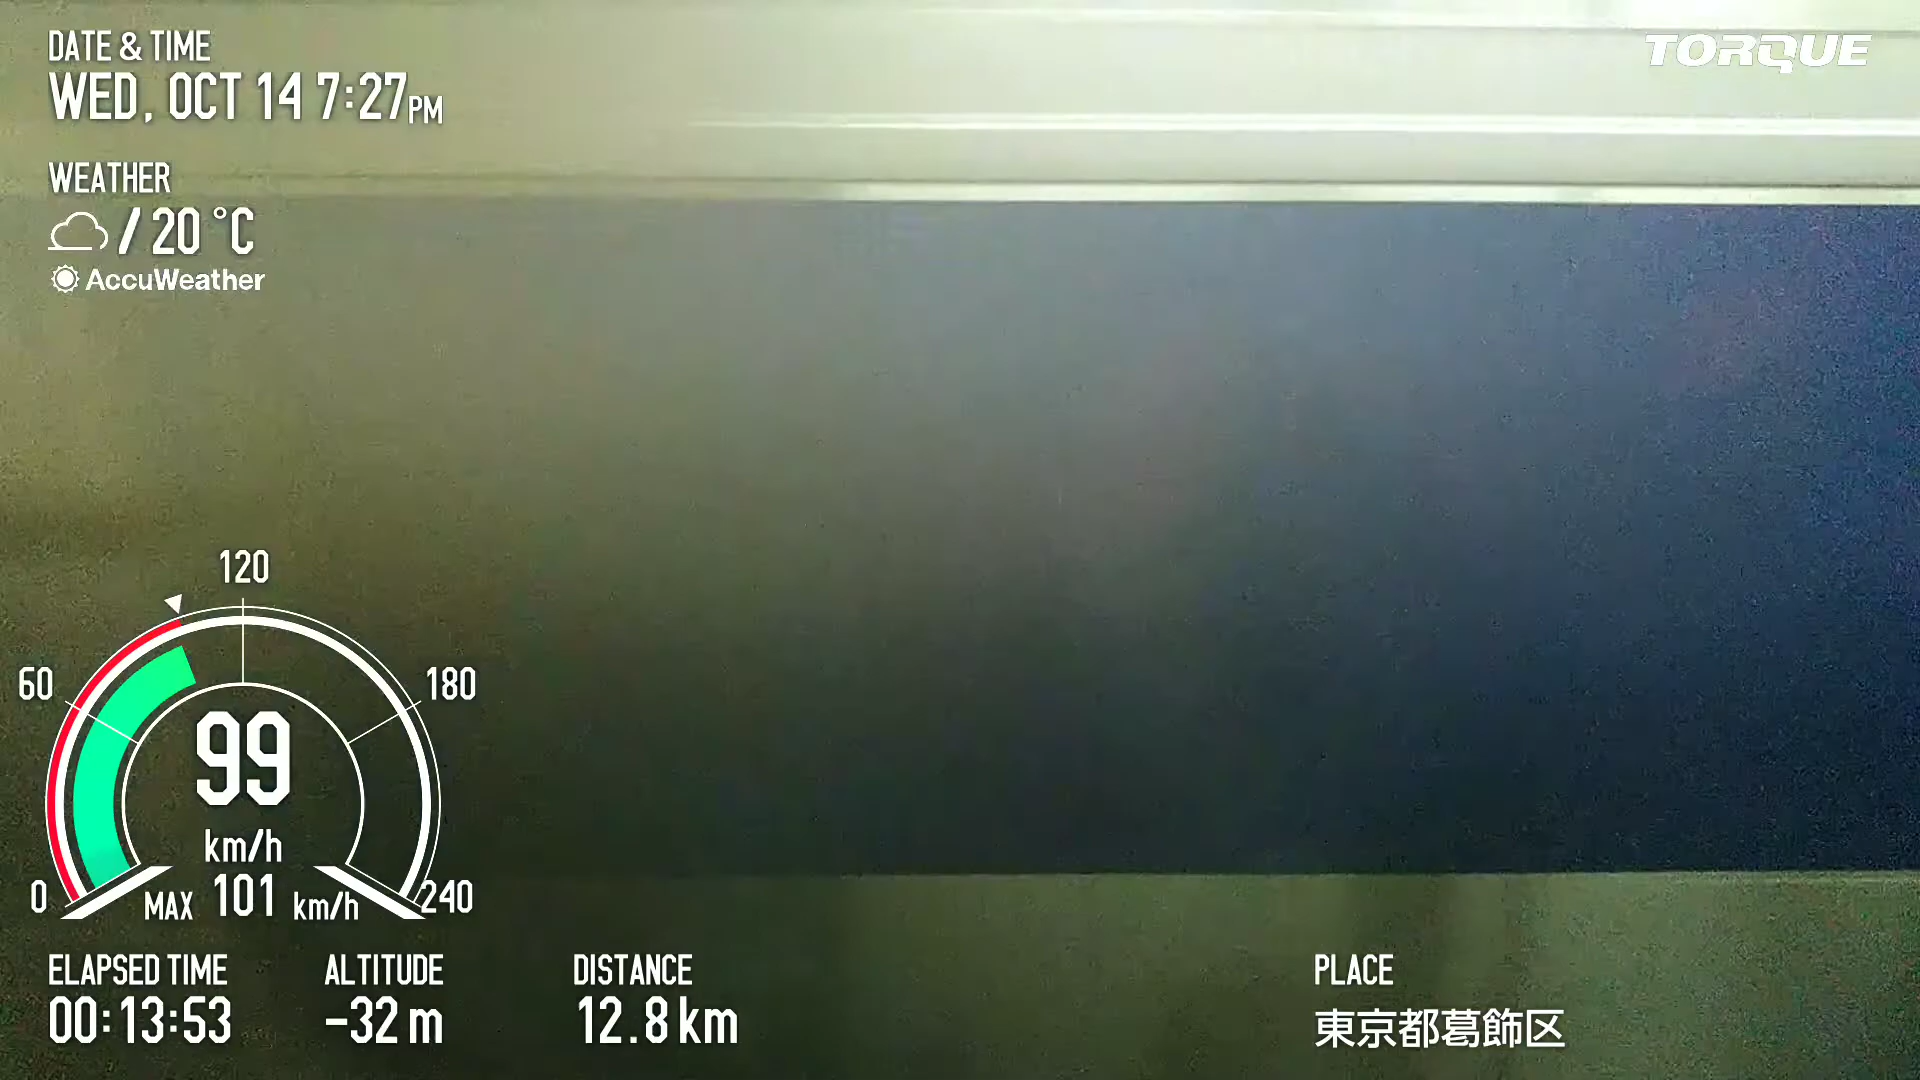 DATE & TIME
WED, OCT 14 7:27PM
TORQUE
WEATHER
/ 20 °C
AccuWeather
120
60
180
99
km/h
0
MAX 101 km/h
240
ELAPSED TIME
00:13:53
ALTITUDE
-32 m
DISTANCE
12.8 km
PLACE
東京都葛飾区